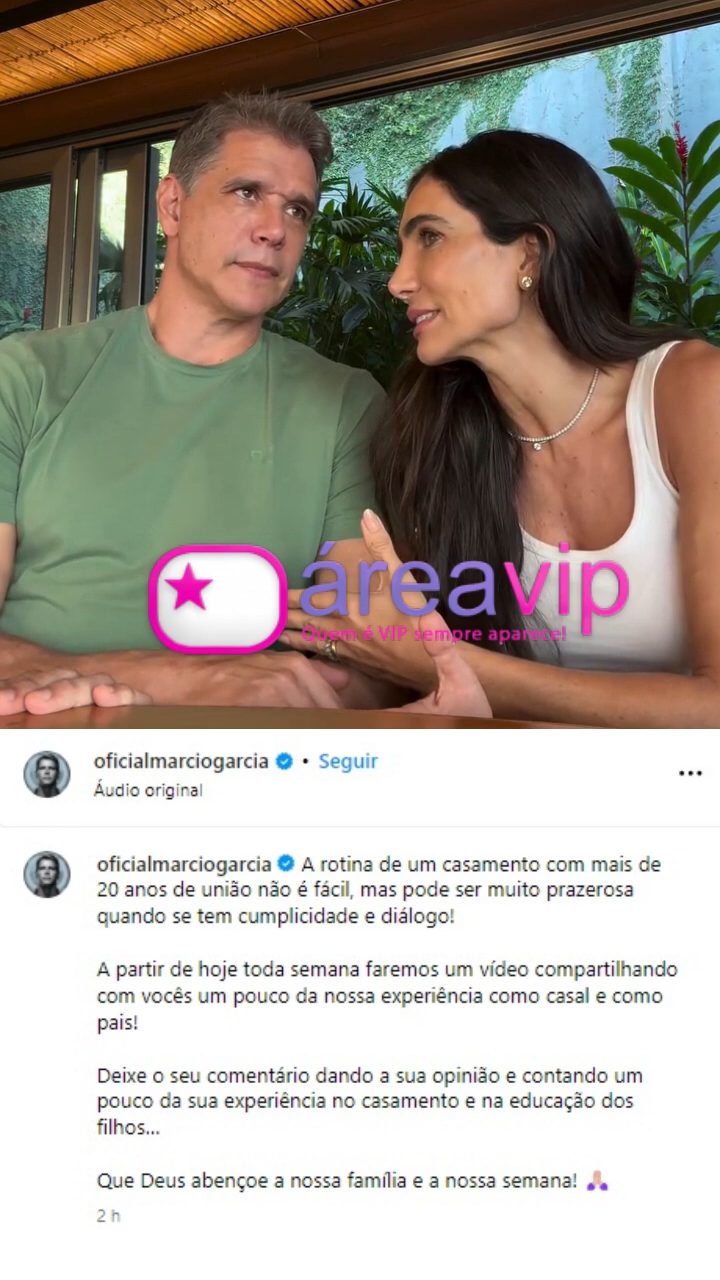 áreavip
Quem é VIP sempre aparece!
oficialmarciogarcia • Seguir
Áudio original
oficialmarciogarcia A rotina de um casamento com mais de
20 anos de união não é fácil, mas pode ser muito prazerosa
quando se tem cumplicidade e diálogo!
A partir de hoje toda semana faremos um vídeo compartilhando
com vocês um pouco da nossa experiência como casal e como
pais!
Deixe o seu comentário dando a sua opinião e contando um
pouco da sua experiência no casamento e na educação dos
filhos...
Que Deus abençoe a nossa família e a nossa semana! 🙏🏼
2 h